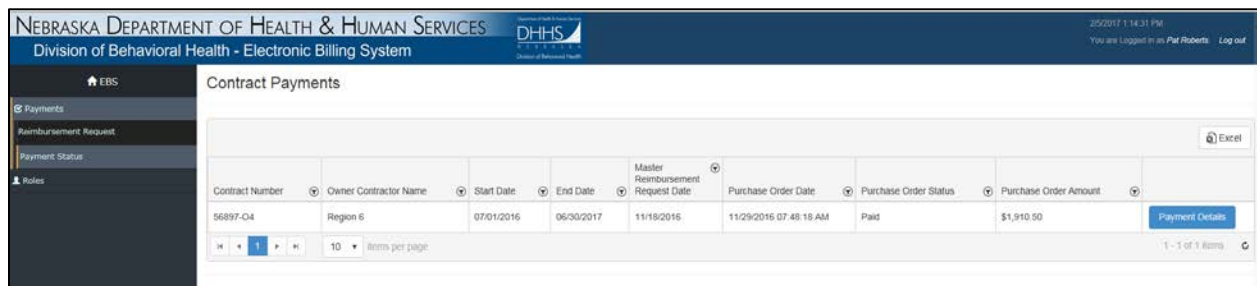 NEBRASKA DEPARTMENT OF HEALTH & HUMAN SERVICES
Division of Behavioral Health - Electronic Billing System
DHHS
NEBRASKA
Division of Behavioral Health
2/5/2017 1:14:31 PM
You are Logged in as Pat Roberts Log out
EBS
Payments
Reimbursement Request
Payment Status
Roles
Contract Payments
Excel
Contract Number Owner Contractor Name Start Date End Date Master Reimbursement Request Date Purchase Order Date Purchase Order Status Purchase Order Amount
56897-O4 Region 6 07/01/2016 06/30/2017 11/18/2016 11/29/2016 07:48:18 AM Paid $1,910.50 Payment Details
1 10 items per page 1 - 1 of 1 items